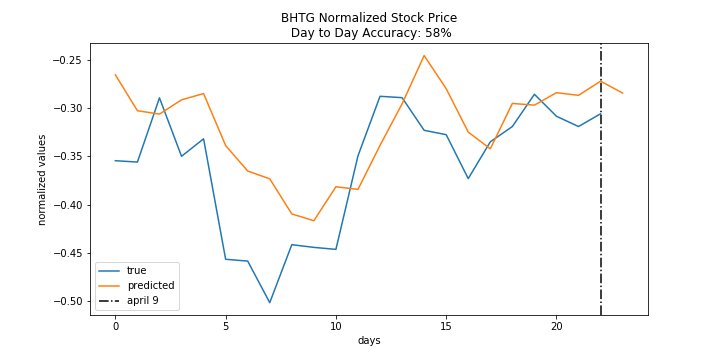 BHTG Normalized Stock Price
Day to Day Accuracy: 58%
normalized values
−0.25
−0.30
−0.35
−0.40
−0.45
−0.50
true
predicted
april 9
0
5
10
15
20
days